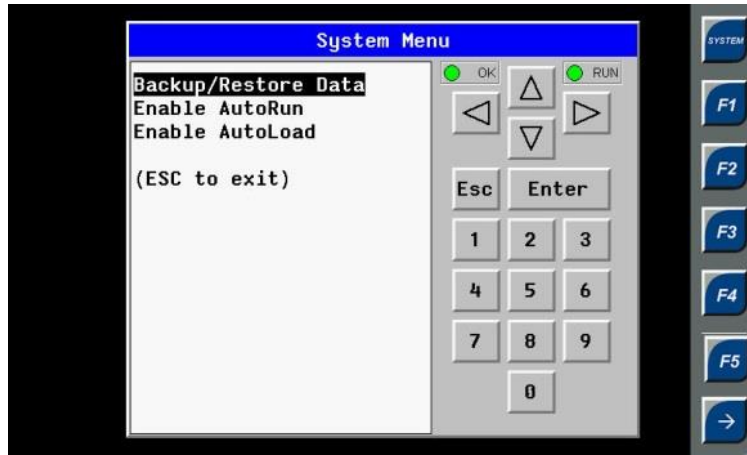 System Menu
Backup/Restore Data
Enable AutoRun
Enable AutoLoad
(ESC to exit)
OK
RUN
Esc
Enter
1 2 3
4 5 6
7 8 9
0
SYSTEM
F1
F2
F3
F4
F5